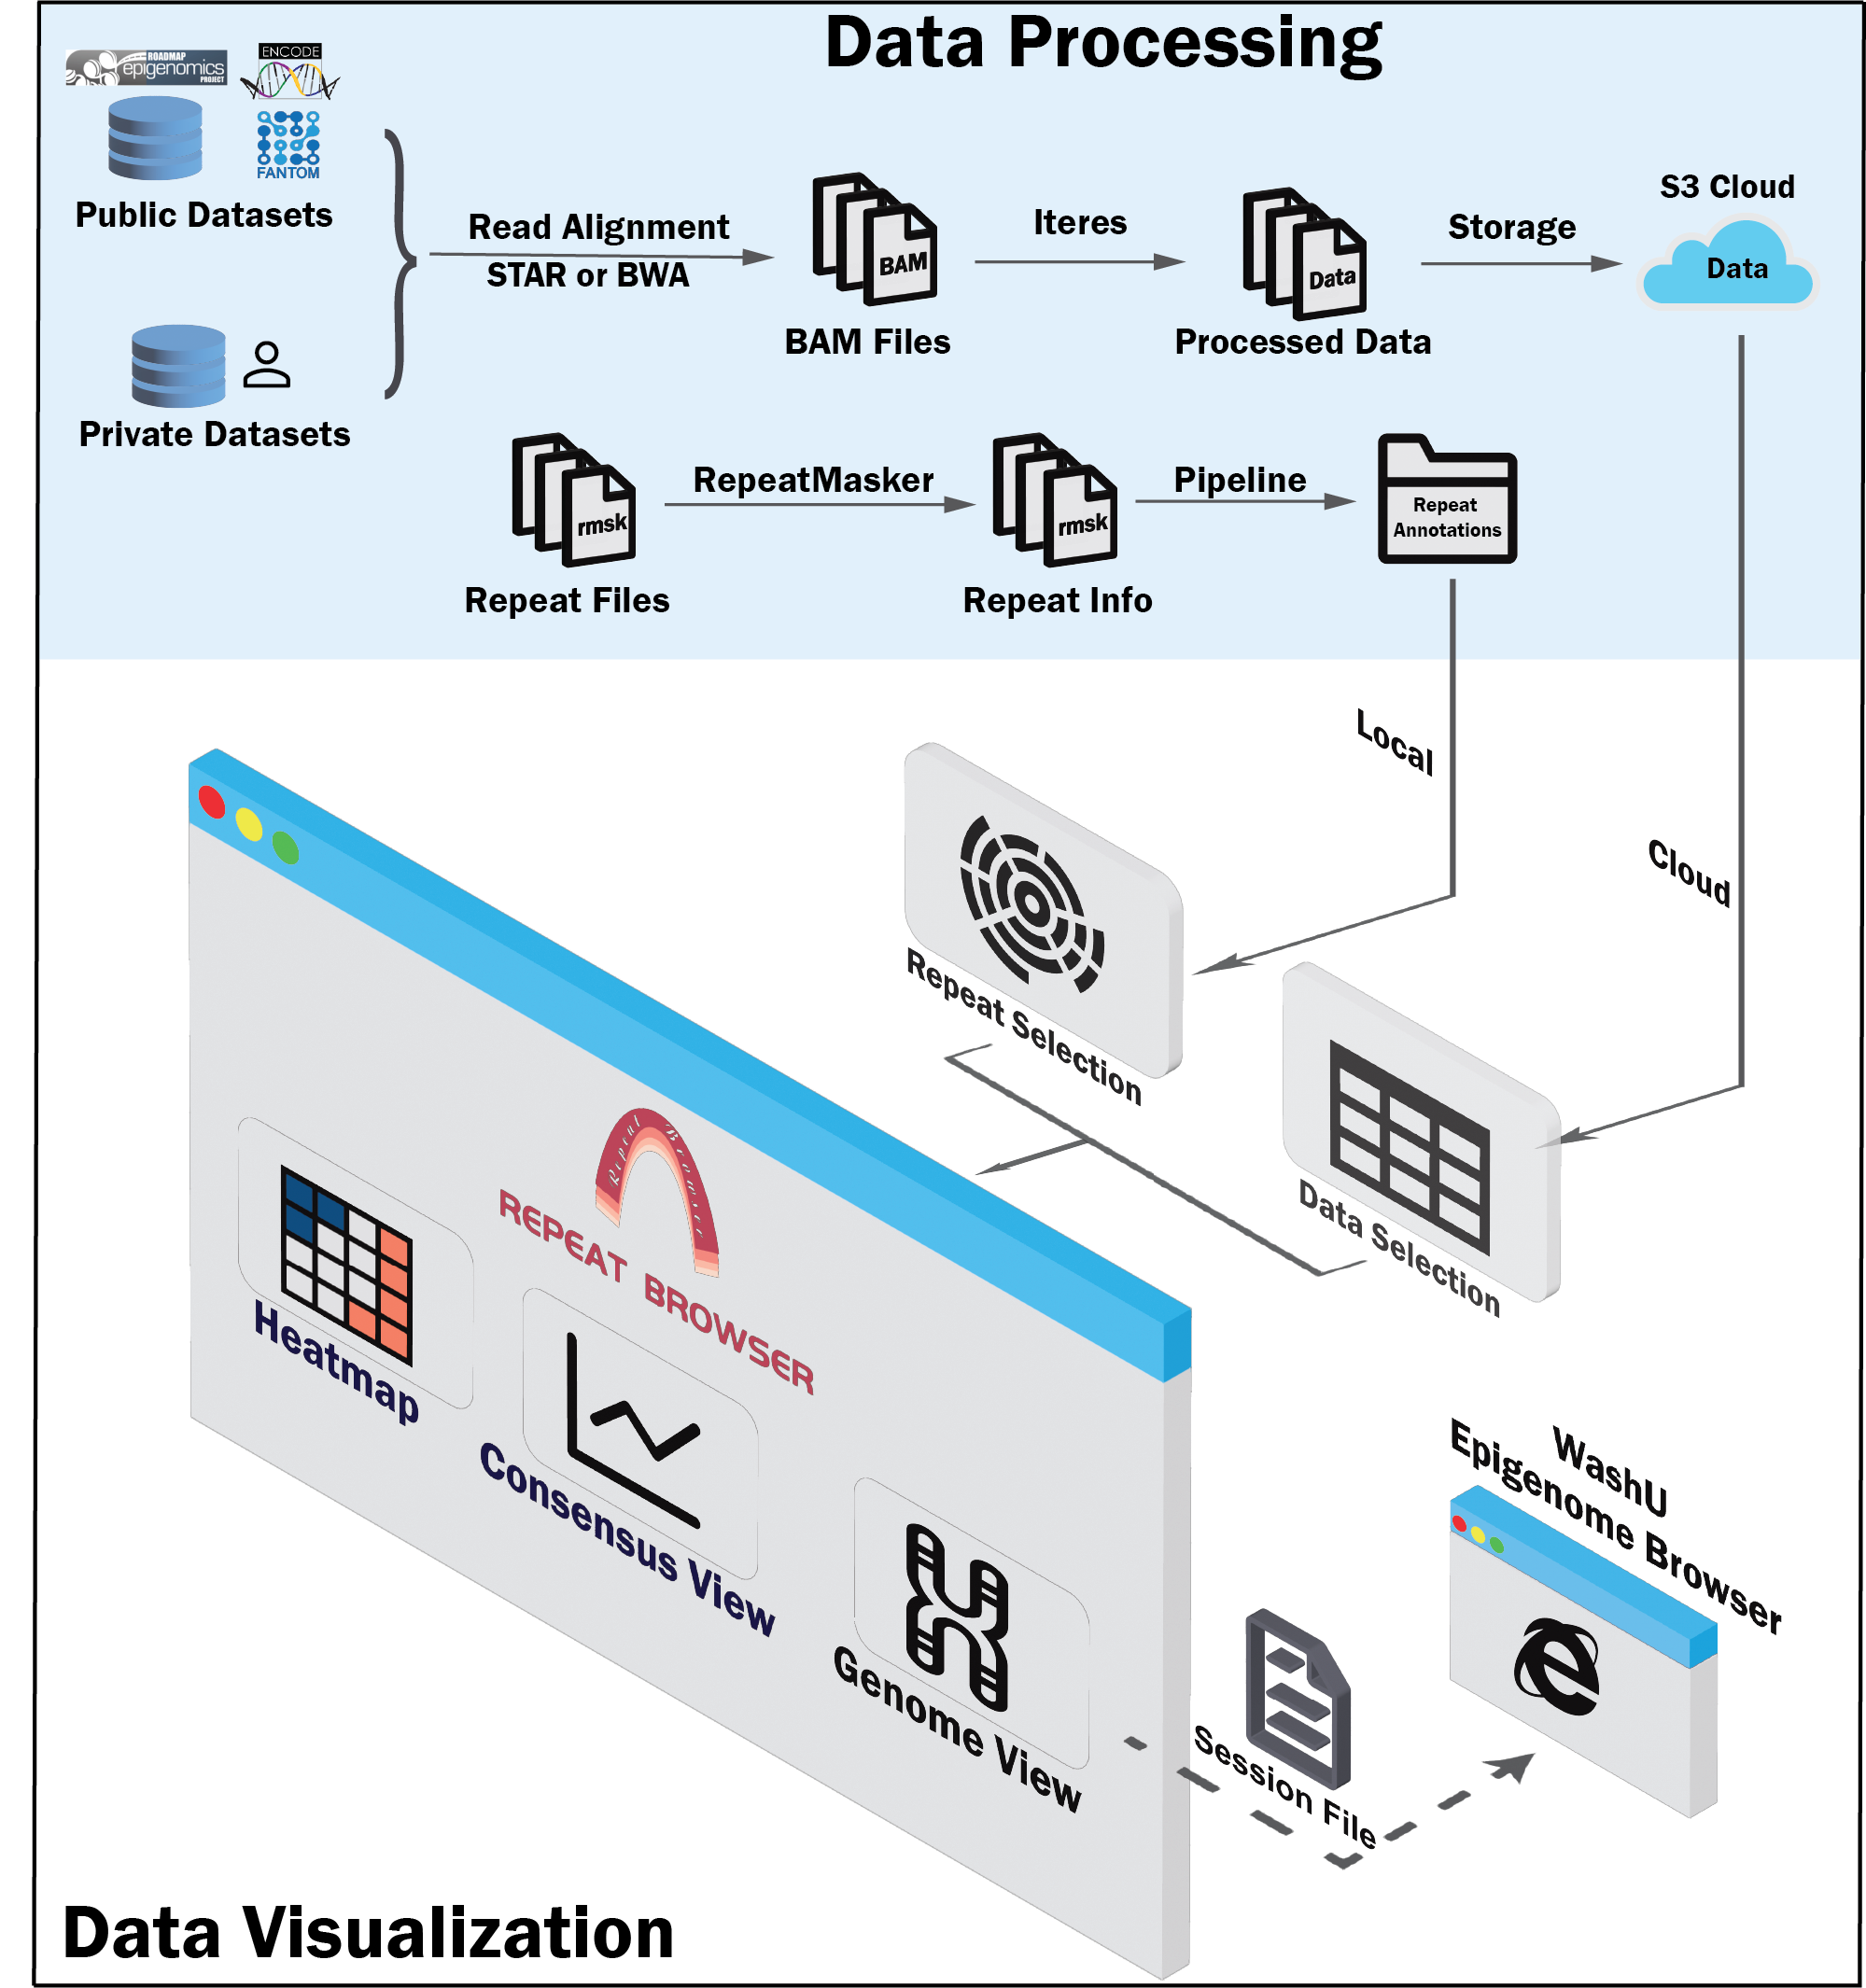 Data Processing
ROADMAP
epigenomics
PROJECT
ENCODE
FANTOM
Public Datasets
Private Datasets
Read Alignment
STAR or BWA
BAM
BAM Files
Iteres
Data
Processed Data
Storage
S3 Cloud
Data
rmsk
Repeat Files
RepeatMasker
rmsk
Repeat Info
Pipeline
Repeat
Annotations
Local
Cloud
Repeat Selection
Data Selection
Repeat Browser
REPEAT BROWSER
Heatmap
Consensus View
Genome View
Session File
WashU
Epigenome Browser
Data Visualization